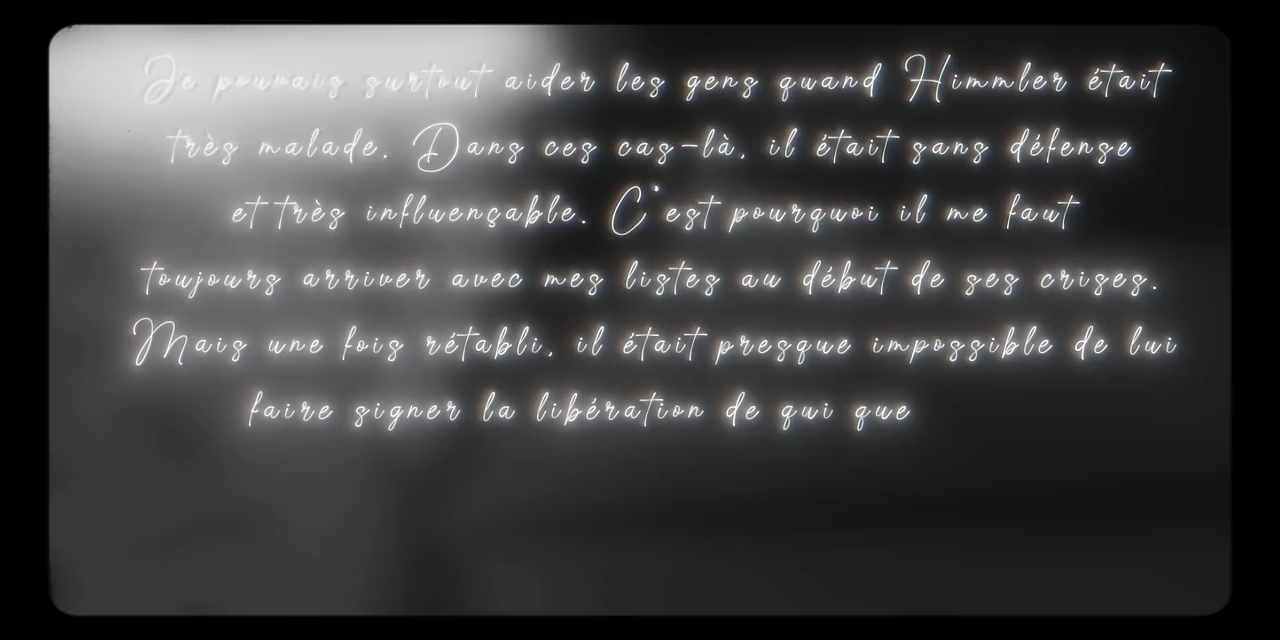 Je pouvais surtout aider les gens quand Himmler était
très malade. Dans ces cas-là, il était sans défense
et très influençable. C'est pourquoi il me faut
toujours arriver avec mes listes au début de ses crises.
Mais une fois rétabli, il était presque impossible de lui
faire signer la libération de qui que